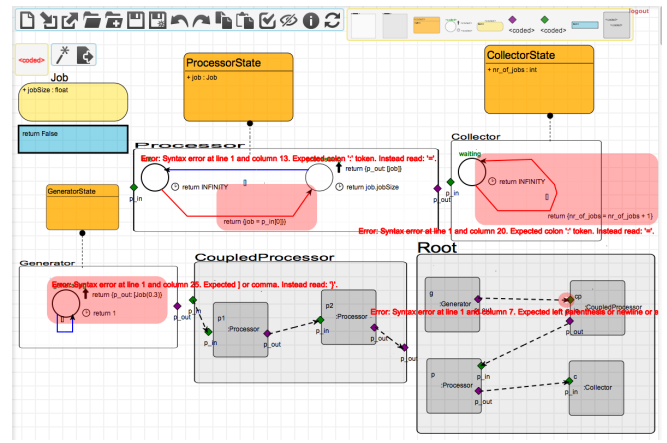 logout
<coded>
<coded>
<coded>
Job
+ jobSize : float
return False
ProcessorState
+ job : Job
CollectorState
+ nr_of_jobs : int
Processor
Error: Syntax error at line 1 and column 13. Expected colon ':' token. Instead read: '='.
return {p_out: [job]}
return INFINITY
[]
return job.jobSize
return {job = p_in[0]}
p_in
p_out
Collector
waiting
return INFINITY
[]
return {nr_of_jobs = nr_of_jobs + 1}
p_in
Error: Syntax error at line 1 and column 20. Expected colon ':' token. Instead read: '='.
GeneratorState
Generator
Error: Syntax error at line 1 and column 25. Expected ] or comma. Instead read: '}'.
return {p_out: [Job(0.3)}
return 1
[]
p_out
CoupledProcessor
p_in
p1
:Processor
p_in
p_out
p2
:Processor
p_in
p_out
p_out
Root
g
:Generator
cp
:CoupledProcessor
p_out
Error: Syntax error at line 1 and column 7. Expected left parenthesis or newline or
p
:Processor
p_in
p_out
c
:Collector
p_in